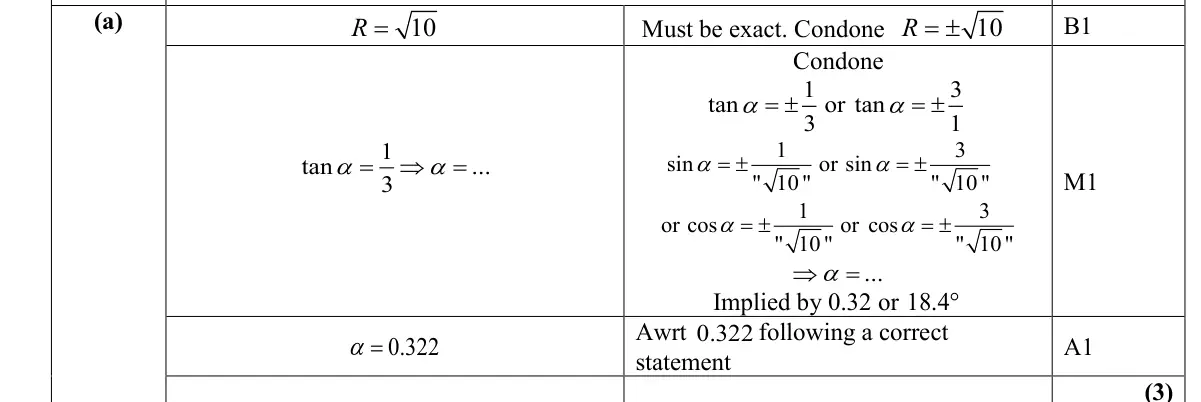 (a) R = √10 Must be exact. Condone R = ±√10 B1
tan α = 1/3 ⇒ α = ...
Condone
tan α = ± 1/3 or tan α = ± 3/1
sin α = ± 1/"√10" or sin α = ± 3/"√10"
or cos α = ± 1/"√10" or cos α = ± 3/"√10"
⇒ α = ...
Implied by 0.32 or 18.4°
M1
α = 0.322
Awrt 0.322 following a correct
statement
A1
(3)